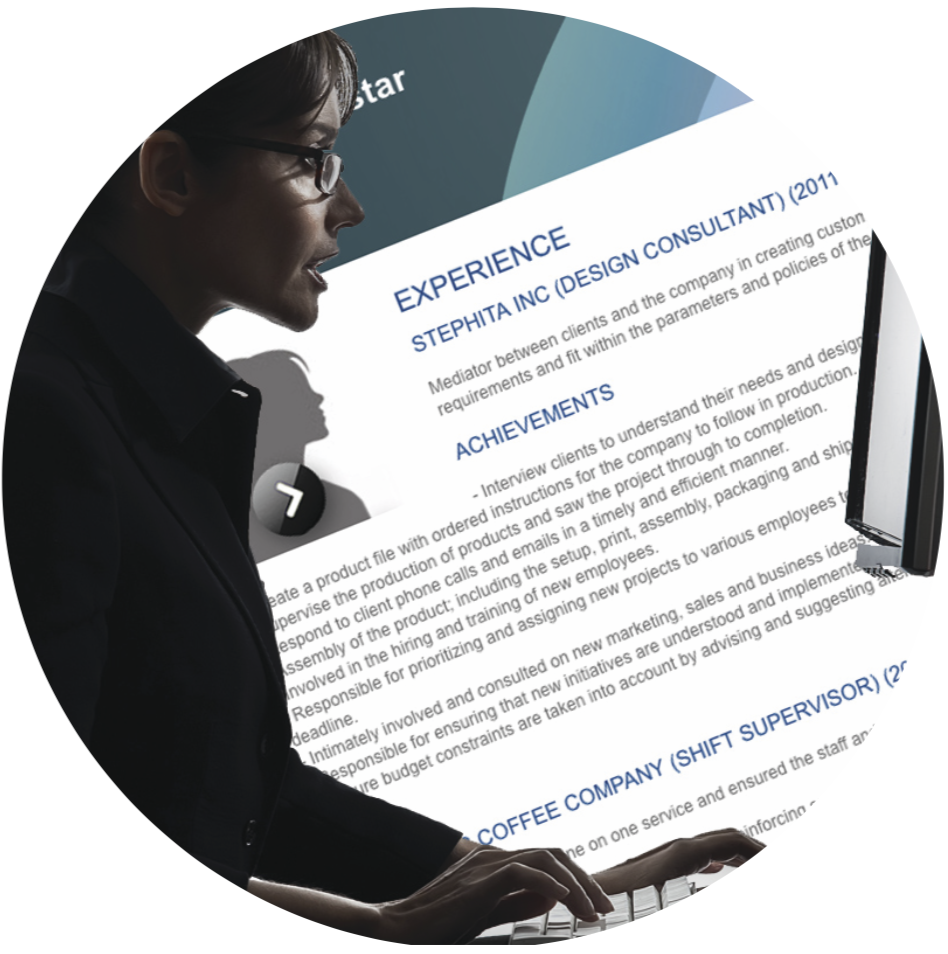 star
EXPERIENCE
STEPHITA INC (DESIGN CONSULTANT) (2011
Mediator between clients and the company in creating custon
requirements and fit within the parameters and policies of the
ACHIEVEMENTS
- Interview clients to understand their needs and design
eate a product file with ordered instructions for the company to follow in production.
upervise the production of products and saw the project through to completion.
espond to client phone calls and emails in a timely and efficient manner.
ssembly of the product; including the setup, print, assembly, packaging and ship
nvolved in the hiring and training of new employees.
Responsible for prioritizing and assigning new projects to various employees to
deadline.
- Intimately involved and consulted on new marketing, sales and business ideas.
Responsible for ensuring that new initiatives are understood and implemente
ure budget constraints are taken into account by advising and suggesting
COFFEE COMPANY (SHIFT SUPERVISOR) (20
ne on one service and ensured the staff an
inforcing